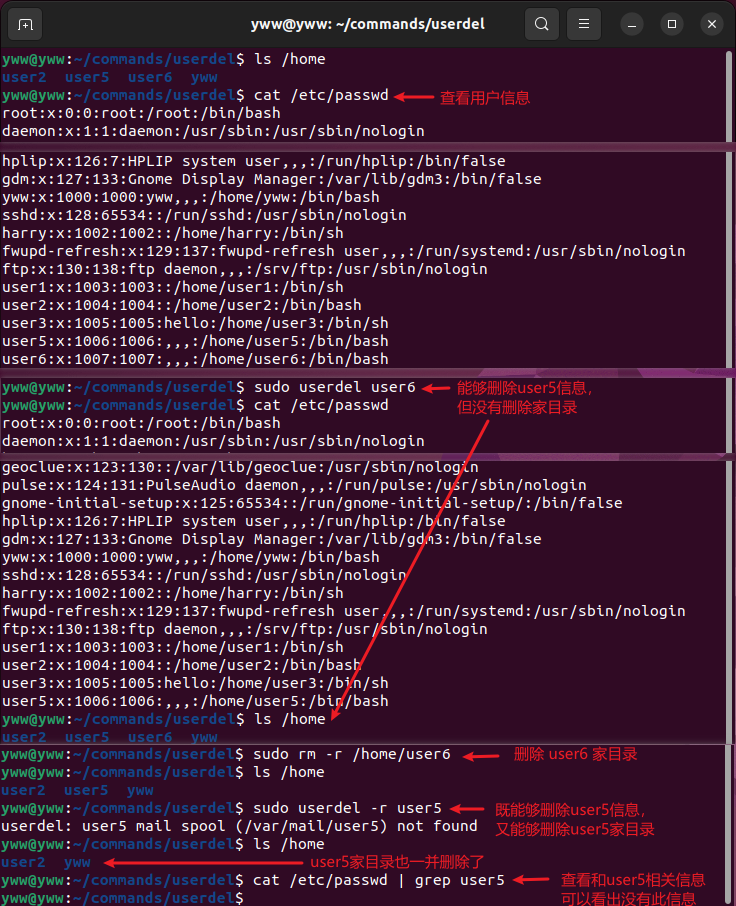 yww@yww: ~/commands/userdel
yww@yww:~/commands/userdel$ ls /home
user2  user5  user6  yww
yww@yww:~/commands/userdel$ cat /etc/passwd 查看用户信息
root:x:0:0:root:/root:/bin/bash
daemon:x:1:1:daemon:/usr/sbin:/usr/sbin/nologin
hplip:x:126:7:HPLIP system user,,,:/run/hplip:/bin/false
gdm:x:127:133:Gnome Display Manager:/var/lib/gdm3:/bin/false
yww:x:1000:1000:yww,,,:/home/yww:/bin/bash
sshd:x:128:65534::/run/sshd:/usr/sbin/nologin
harry:x:1002:1002::/home/harry:/bin/sh
fwupd-refresh:x:129:137:fwupd-refresh user,,,:/run/systemd:/usr/sbin/nologin
ftp:x:130:138:ftp daemon,,,:/srv/ftp:/usr/sbin/nologin
user1:x:1003:1003::/home/user1:/bin/sh
user2:x:1004:1004::/home/user2:/bin/bash
user3:x:1005:1005:hello:/home/user3:/bin/sh
user5:x:1006:1006:,,,:/home/user5:/bin/bash
user6:x:1007:1007:,,,:/home/user6:/bin/bash
yww@yww:~/commands/userdel$ sudo userdel user6 能够删除user5信息，
yww@yww:~/commands/userdel$ cat /etc/passwd 但没有删除家目录
root:x:0:0:root:/root:/bin/bash
daemon:x:1:1:daemon:/usr/sbin:/usr/sbin/nologin
geoclue:x:123:130::/var/lib/geoclue:/usr/sbin/nologin
pulse:x:124:131:PulseAudio daemon,,,:/run/pulse:/usr/sbin/nologin
gnome-initial-setup:x:125:65534::/run/gnome-initial-setup/:/bin/false
hplip:x:126:7:HPLIP system user,,,:/run/hplip:/bin/false
gdm:x:127:133:Gnome Display Manager:/var/lib/gdm3:/bin/false
yww:x:1000:1000:yww,,,:/home/yww:/bin/bash
sshd:x:128:65534::/run/sshd:/usr/sbin/nologin
harry:x:1002:1002::/home/harry:/bin/sh
fwupd-refresh:x:129:137:fwupd-refresh user,,,:/run/systemd:/usr/sbin/nologin
ftp:x:130:138:ftp daemon,,,:/srv/ftp:/usr/sbin/nologin
user1:x:1003:1003::/home/user1:/bin/sh
user2:x:1004:1004::/home/user2:/bin/bash
user3:x:1005:1005:hello:/home/user3:/bin/sh
user5:x:1006:1006:,,,:/home/user5:/bin/bash
yww@yww:~/commands/userdel$ ls /home
user2  user5  user6  yww
yww@yww:~/commands/userdel$ sudo rm -r /home/user6 删除 user6 家目录
yww@yww:~/commands/userdel$ ls /home
user2  user5  yww
yww@yww:~/commands/userdel$ sudo userdel -r user5 既能够删除user5信息，
userdel: user5 mail spool (/var/mail/user5) not found 又能够删除user5家目录
yww@yww:~/commands/userdel$ ls /home
user2  yww user5家目录也一并删除了
yww@yww:~/commands/userdel$ cat /etc/passwd | grep user5 查看和user5相关信息
yww@yww:~/commands/userdel$ 可以看出没有此信息